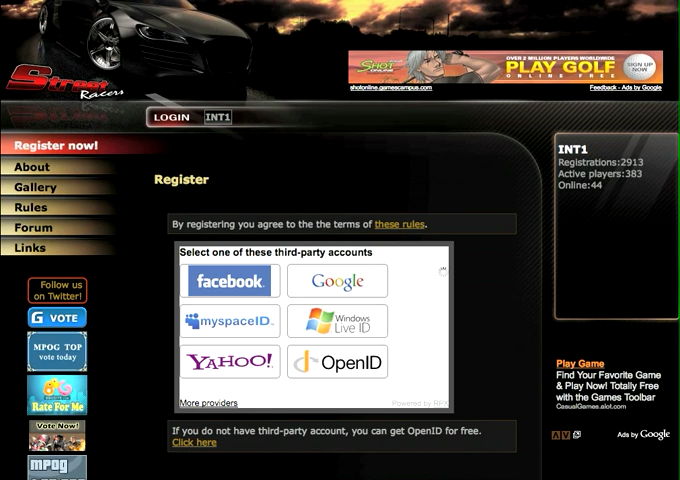 Street
Racers
SHOT
ONLINE
OVER 2 MILLION PLAYERS WORLDWIDE
PLAY GOLF
ONLINE FREE
SIGN UP
NOW
shotonline.gamescampus.com
Feedback - Ads by Google
LOGIN
INT1
Register now!
About
Gallery
Rules
Forum
Links
Follow us
on Twitter!
G VOTE
MPOG TOP
vote today
Rate For Me
Vote Now!
mpog
Register
By registering you agree to the the terms of these rules.
Select one of these third-party accounts
facebook
Google
myspaceID
Windows
Live ID
YAHOO!
OpenID
More providers
Powered by RPX
If you do not have third-party account, you can get OpenID for free.
Click here
INT1
Registrations:2913
Active players:383
Online:44
Play Game
Find Your Favorite Game
& Play Now! Totally Free
with the Games Toolbar
CasualGames.alot.com
Ads by Google